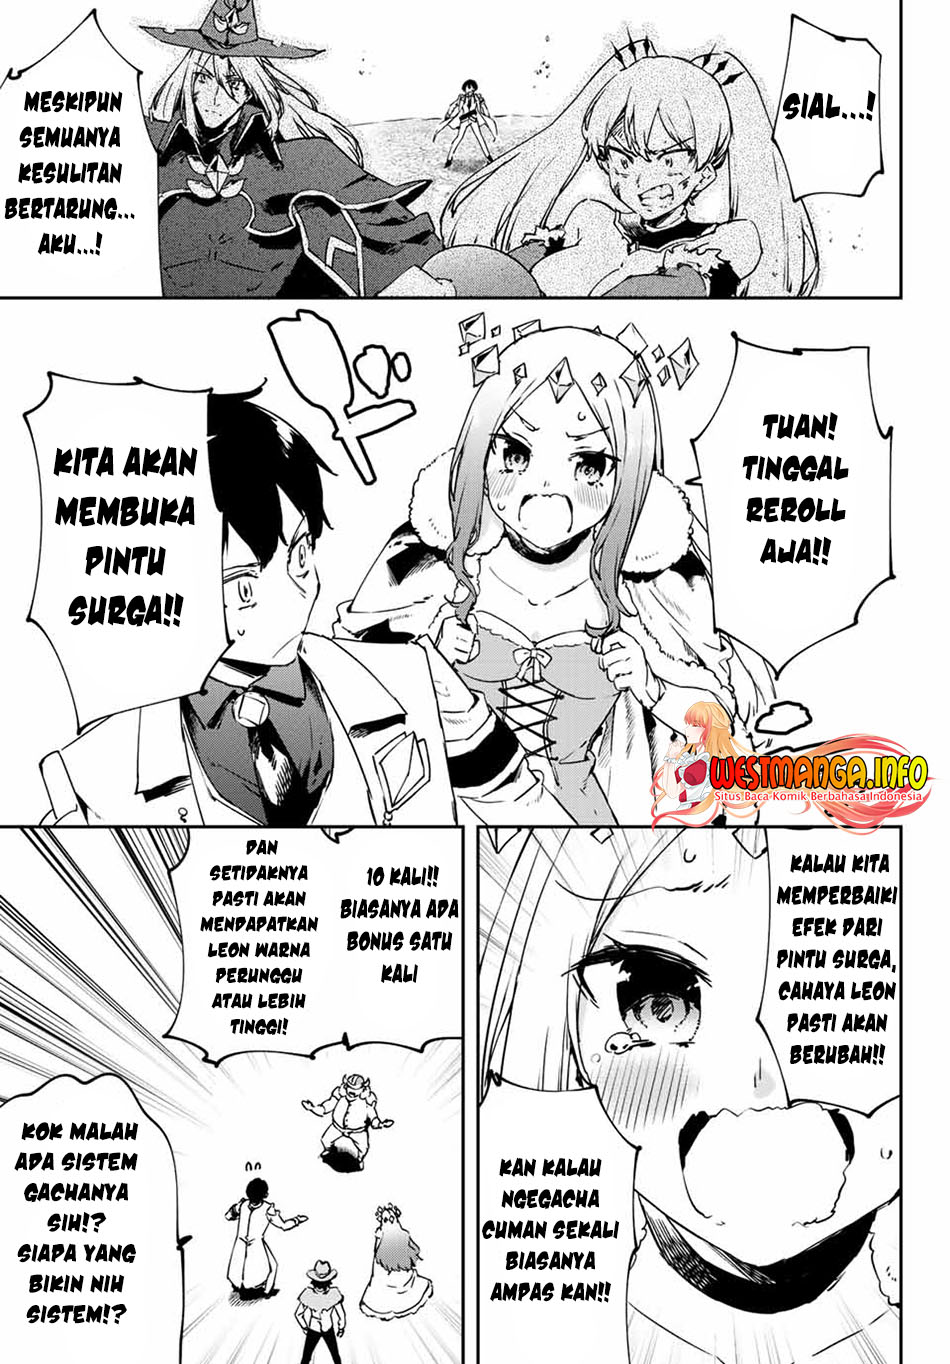 SIAL...!
MESKIPUN
SEMUANYA
KESULITAN
BERTARUNG...
AKU...!
TUAN!
TINGGAL
REROLL
AJA!!
KITA AKAN
MEMBUKA
PINTU
SURGA!!
WESTMANGA.INFO
Situs Baca Komik Berbahasa Indonesia
KALAU KITA
MEMPERBAIKI
EFEK DARI
PINTU SURGA,
CAHAYA LEON
PASTI AKAN
BERUBAH!!
KAN KALAU
NGEGACHA
CUMAN SEKALI
BIASANYA
AMPAS KAN!!
10 KALI!!
BIASANYA ADA
BONUS SATU
KALI
DAN
SETIDAKNYA
PASTI AKAN
MENDAPATKAN
LEON WARNA
PERUNGGU
ATAU LEBIH
TINGGI!
KOK MALAH
ADA SISTEM
GACHANYA
SIH!?
SIAPA YANG
BIKIN NIH
SISTEM!?